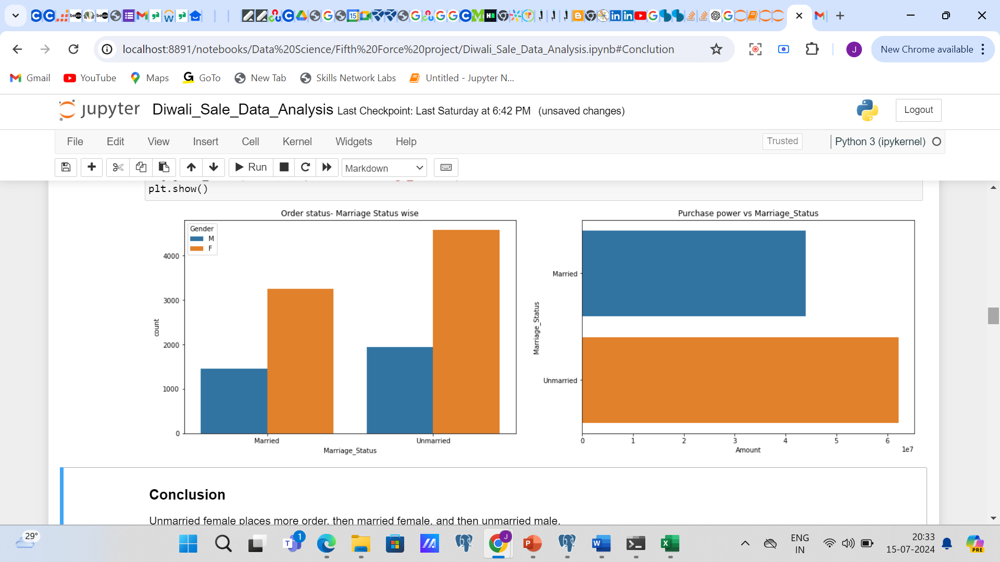 15
localhost:8891/notebooks/Data%20Science/Fifth%20Force%20project/Diwali_Sale_Data_Analysis.ipynb#Conclution
J
New Chrome available
Gmail
YouTube
Maps
GoTo
New Tab
Skills Network Labs
Untitled - Jupyter N...
jupyter
Diwali_Sale_Data_Analysis Last Checkpoint: Last Saturday at 6:42 PM (unsaved changes)
Logout
File
Edit
View
Insert
Cell
Kernel
Widgets
Help
Trusted
Python 3 (ipykernel)
Run
Markdown
plt.show()
Order status- Marriage Status wise
Gender
M
F
4000
3000
2000
1000
0
count
Married
Unmarried
Marriage_Status
Purchase power vs Marriage_Status
Married
Unmarried
Marriage_Status
0 1 2 3 4 5 6
1e7
Amount
Conclusion
Unmarried female places more order, then married female, and then unmarried male.
29°
1
J
ENG
IN
20:33
15-07-2024
PRE